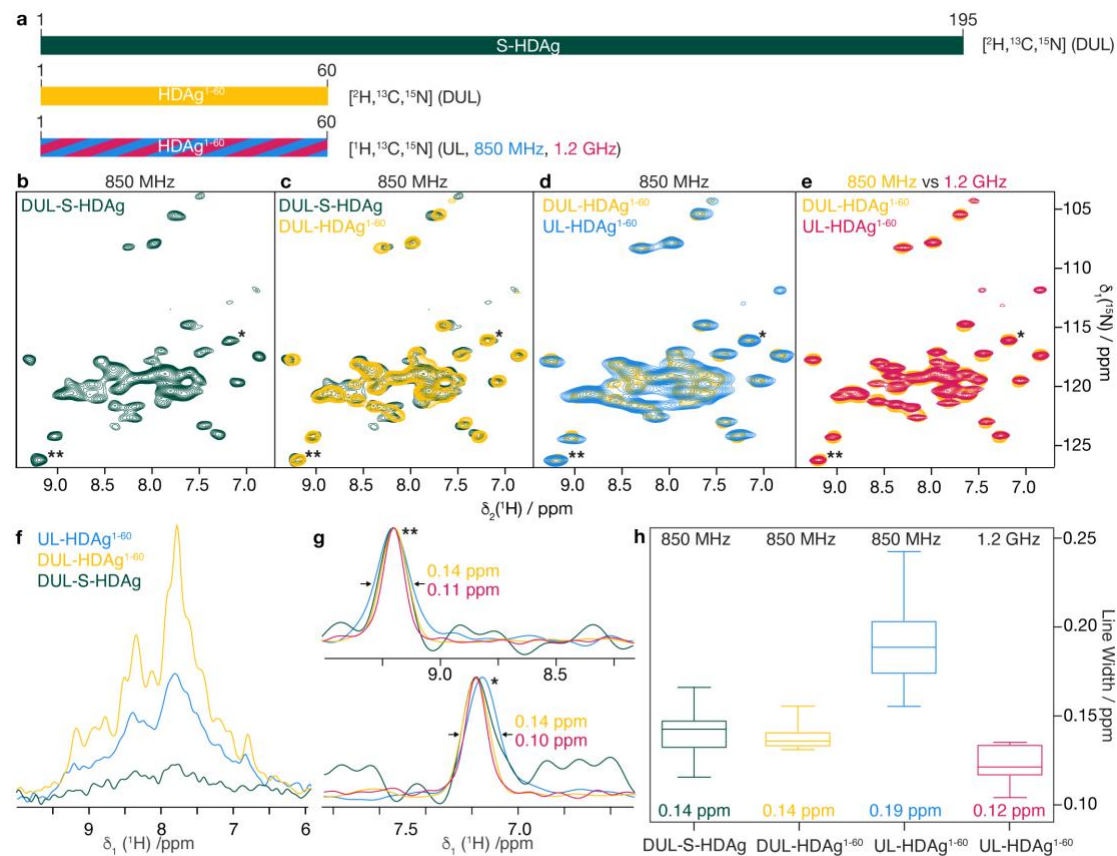 a
1 195
S-HDAg
[²H,¹³C,¹⁵N] (DUL)
1 60
HDAg¹⁻⁶⁰
[²H,¹³C,¹⁵N] (DUL)
1 60
HDAg¹⁻⁶⁰
[¹H,¹³C,¹⁵N] (UL, 850 MHz, 1.2 GHz)
b 850 MHz
DUL-S-HDAg
**
*
9.0 8.5 8.0 7.5 7.0
c 850 MHz
DUL-S-HDAg
DUL-HDAg¹⁻⁶⁰
*
**
9.0 8.5 8.0 7.5 7.0
d 850 MHz
DUL-HDAg¹⁻⁶⁰
UL-HDAg¹⁻⁶⁰
*
**
9.0 8.5 8.0 7.5 7.0
e 850 MHz vs 1.2 GHz
DUL-HDAg¹⁻⁶⁰
UL-HDAg¹⁻⁶⁰
*
**
9.0 8.5 8.0 7.5 7.0
105
110
115
120
125
δ₁(¹⁵N) / ppm
δ₂(¹H) / ppm
f
UL-HDAg¹⁻⁶⁰
DUL-HDAg¹⁻⁶⁰
DUL-S-HDAg
9 8 7 6
δ₁ (¹H) /ppm
g
**
0.14 ppm
0.11 ppm
9.0 8.5
*
0.14 ppm
0.10 ppm
7.5 7.0
δ₁ (¹H) / ppm
h
850 MHz 850 MHz 850 MHz 1.2 GHz
0.25
0.20
0.15
0.10
Line Width / ppm
0.14 ppm 0.14 ppm 0.19 ppm 0.12 ppm
DUL-S-HDAg DUL-HDAg¹⁻⁶⁰ UL-HDAg¹⁻⁶⁰ UL-HDAg¹⁻⁶⁰